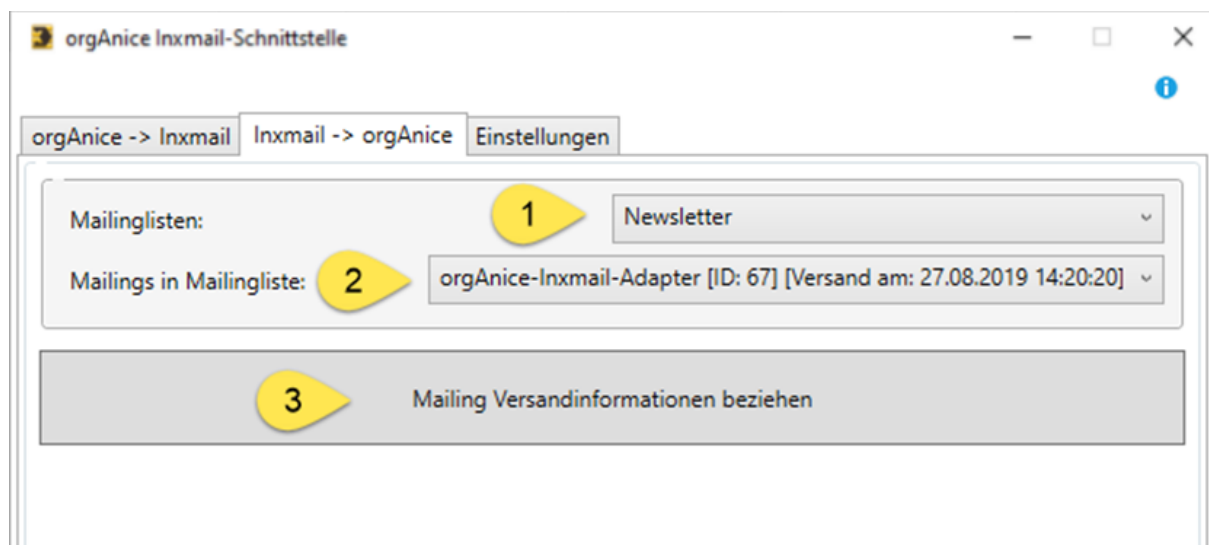 orgAnice Inxmail-Schnittstelle
orgAnice -> Inxmail Inxmail -> orgAnice Einstellungen
Mailinglisten: 1 Newsletter
Mailings in Mailingliste: 2 orgAnice-Inxmail-Adapter [ID: 67] [Versand am: 27.08.2019 14:20:20]
3 Mailing Versandinformationen beziehen